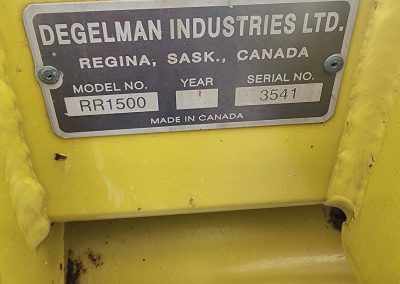 DEGELMAN INDUSTRIES LTD.
REGINA, SASK., CANADA
MODEL NO. YEAR SERIAL NO.
RR1500 3541
MADE IN CANADA